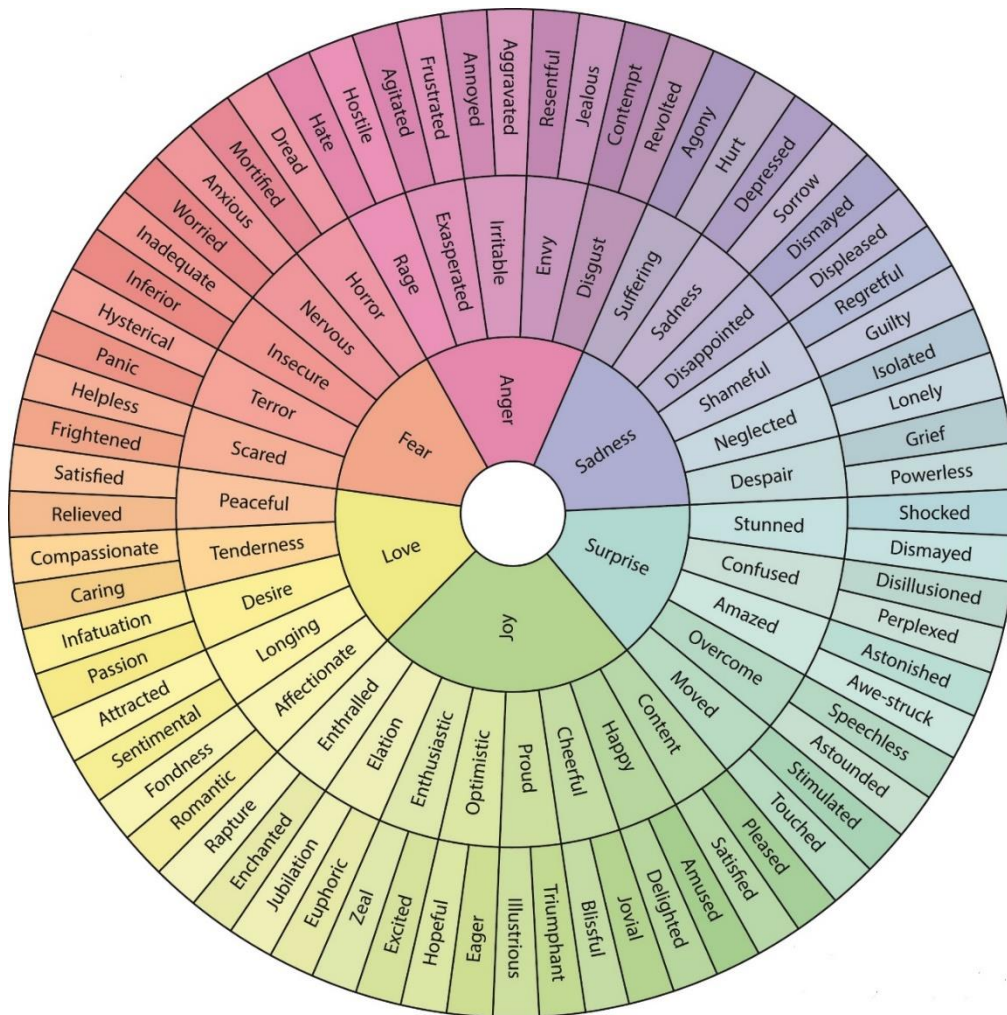 Anger
Sadness
Surprise
Joy
Love
Fear
Rage
Exasperated
Irritable
Envy
Disgust
Suffering
Sadness
Disappointed
Shameful
Neglected
Despair
Stunned
Confused
Amazed
Overcome
Moved
Content
Happy
Cheerful
Proud
Optimistic
Enthusiastic
Elation
Enthralled
Affectionate
Longing
Desire
Tenderness
Peaceful
Scared
Terror
Insecure
Nervous
Horror
Hate
Hostile
Agitated
Frustrated
Annoyed
Aggravated
Resentful
Jealous
Contempt
Revolted
Agony
Hurt
Depressed
Sorrow
Dismayed
Displeased
Regretful
Guilty
Isolated
Lonely
Grief
Powerless
Shocked
Dismayed
Disillusioned
Perplexed
Astonished
Awe-struck
Speechless
Astounded
Stimulated
Touched
Pleased
Satisfied
Amused
Delighted
Jovial
Blissful
Triumphant
Illustrious
Eager
Hopeful
Excited
Zeal
Euphoric
Jubilation
Enchanted
Rapture
Romantic
Fondness
Sentimental
Attracted
Passion
Infatuation
Caring
Compassionate
Relieved
Satisfied
Frightened
Helpless
Panic
Hysterical
Inferior
Inadequate
Worried
Anxious
Mortified
Dread